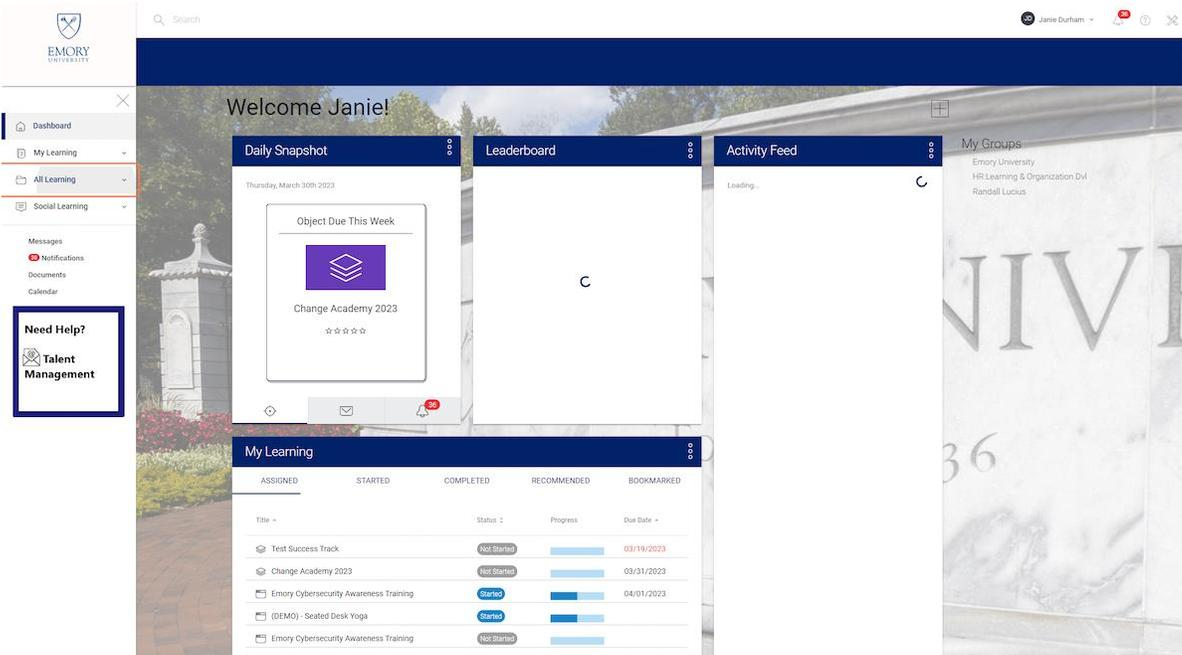 EMORY
UNIVERSITY
Search
JD
Janie Durham
36
Dashboard
My Learning
All Learning
Social Learning
Messages
Notifications
Documents
Calendar
Need Help?
Talent
Management
Welcome Janie!
Daily Snapshot
Thursday, March 30th 2023
Object Due This Week
Change Academy 2023
36
Leaderboard
Activity Feed
Loading...
My Groups
Emory University
HR Learning & Organization Dvl
Randall Lucius
NIVE
36
My Learning
ASSIGNED STARTED COMPLETED RECOMMENDED BOOKMARKED
Title Status Progress Due Date
Test Success Track Not Started 03/19/2023
Change Academy 2023 Not Started 03/31/2023
Emory Cybersecurity Awareness Training Started 04/01/2023
(DEMO) - Seated Desk Yoga Started
Emory Cybersecurity Awareness Training Not Started